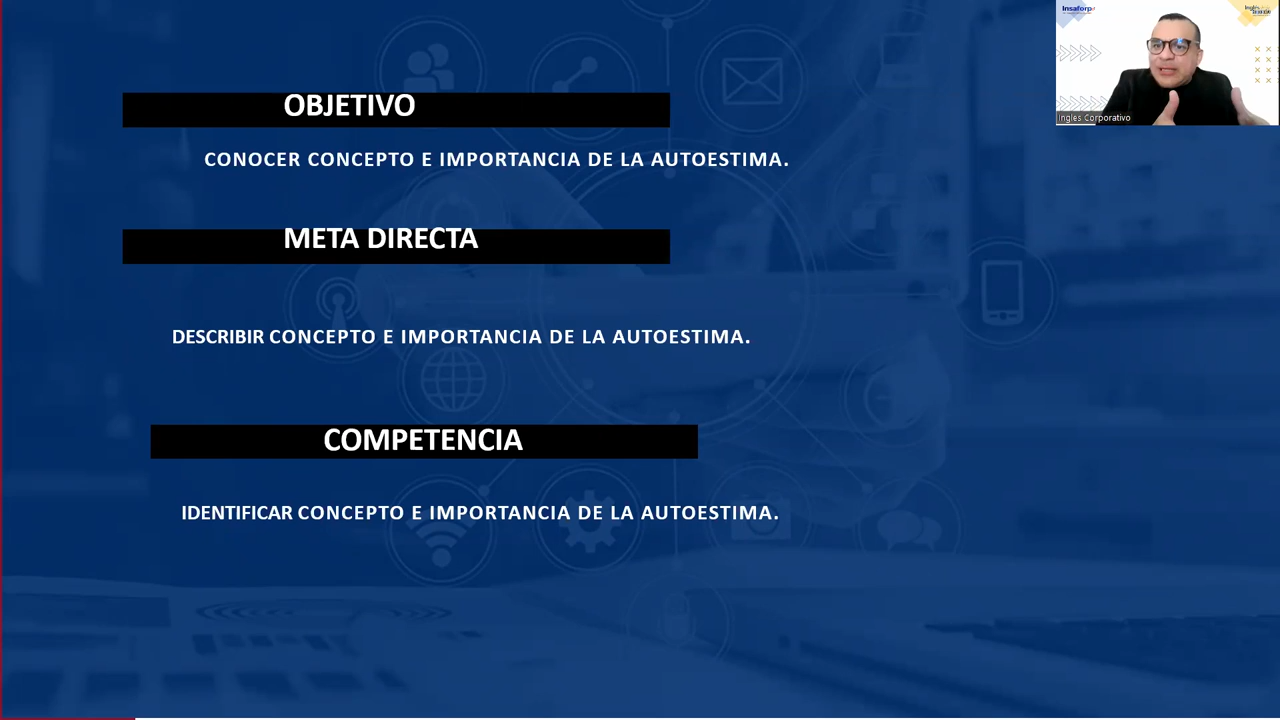 OBJETIVO
CONOCER CONCEPTO E IMPORTANCIA DE LA AUTOESTIMA.
META DIRECTA
DESCRIBIR CONCEPTO E IMPORTANCIA DE LA AUTOESTIMA.
COMPETENCIA
IDENTIFICAR CONCEPTO E IMPORTANCIA DE LA AUTOESTIMA.
Insaforp
Ingles Corporativo